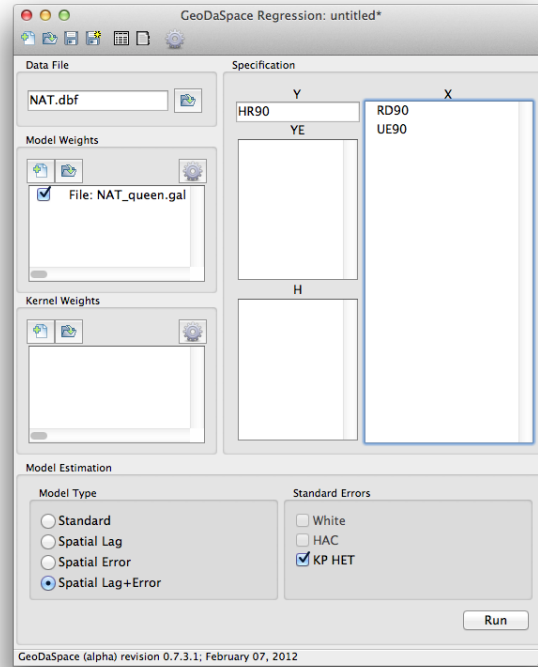 GeoDaSpace Regression: untitled*
Data File
NAT.dbf
Model Weights
File: NAT_queen.gal
Kernel Weights
Specification
Y
HR90
YE
H
X
RD90
UE90
Model Estimation
Model Type
Standard
Spatial Lag
Spatial Error
Spatial Lag+Error
Standard Errors
White
HAC
KP HET
Run
GeoDaSpace (alpha) revision 0.7.3.1; February 07, 2012